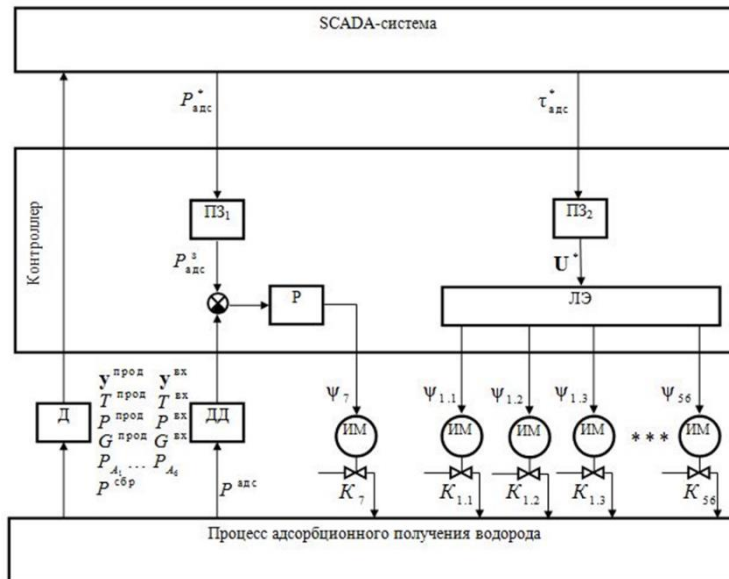 SCADA-система
P*адс
τ*адс
Контроллер
ПЗ₁
ПЗ₂
Pᶟадс
U*
Р
ЛЭ
yпрод yвх
Tпрод Tвх
Pпрод Pвх
Gпрод Gвх
PA₁ … PA₆
Pсбр
Д
ДД
Pадс
Ψ7
Ψ1.1
Ψ1.2
Ψ1.3
Ψ56
ИМ
ИМ
ИМ
ИМ
* * *
ИМ
K7
K1.1
K1.2
K1.3
K56
Процесс адсорбционного получения водорода